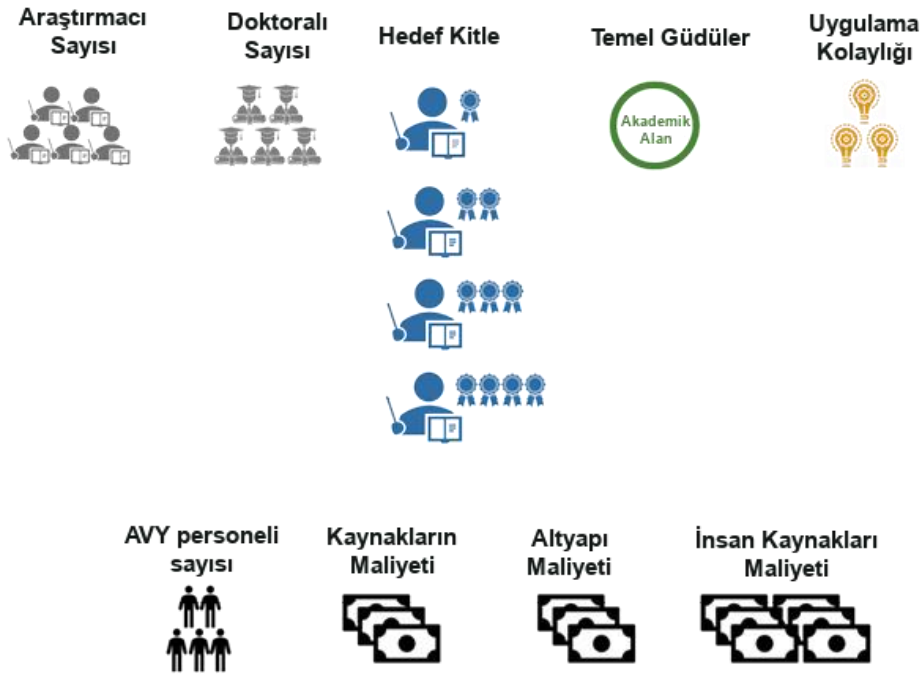 Araştırmacı
Sayısı
Doktoralı
Sayısı
Hedef Kitle
Temel Güdüler
Uygulama
Kolaylığı
Akademik
Alan
AVY personeli
sayısı
Kaynakların
Maliyeti
Altyapı
Maliyeti
İnsan Kaynakları
Maliyeti